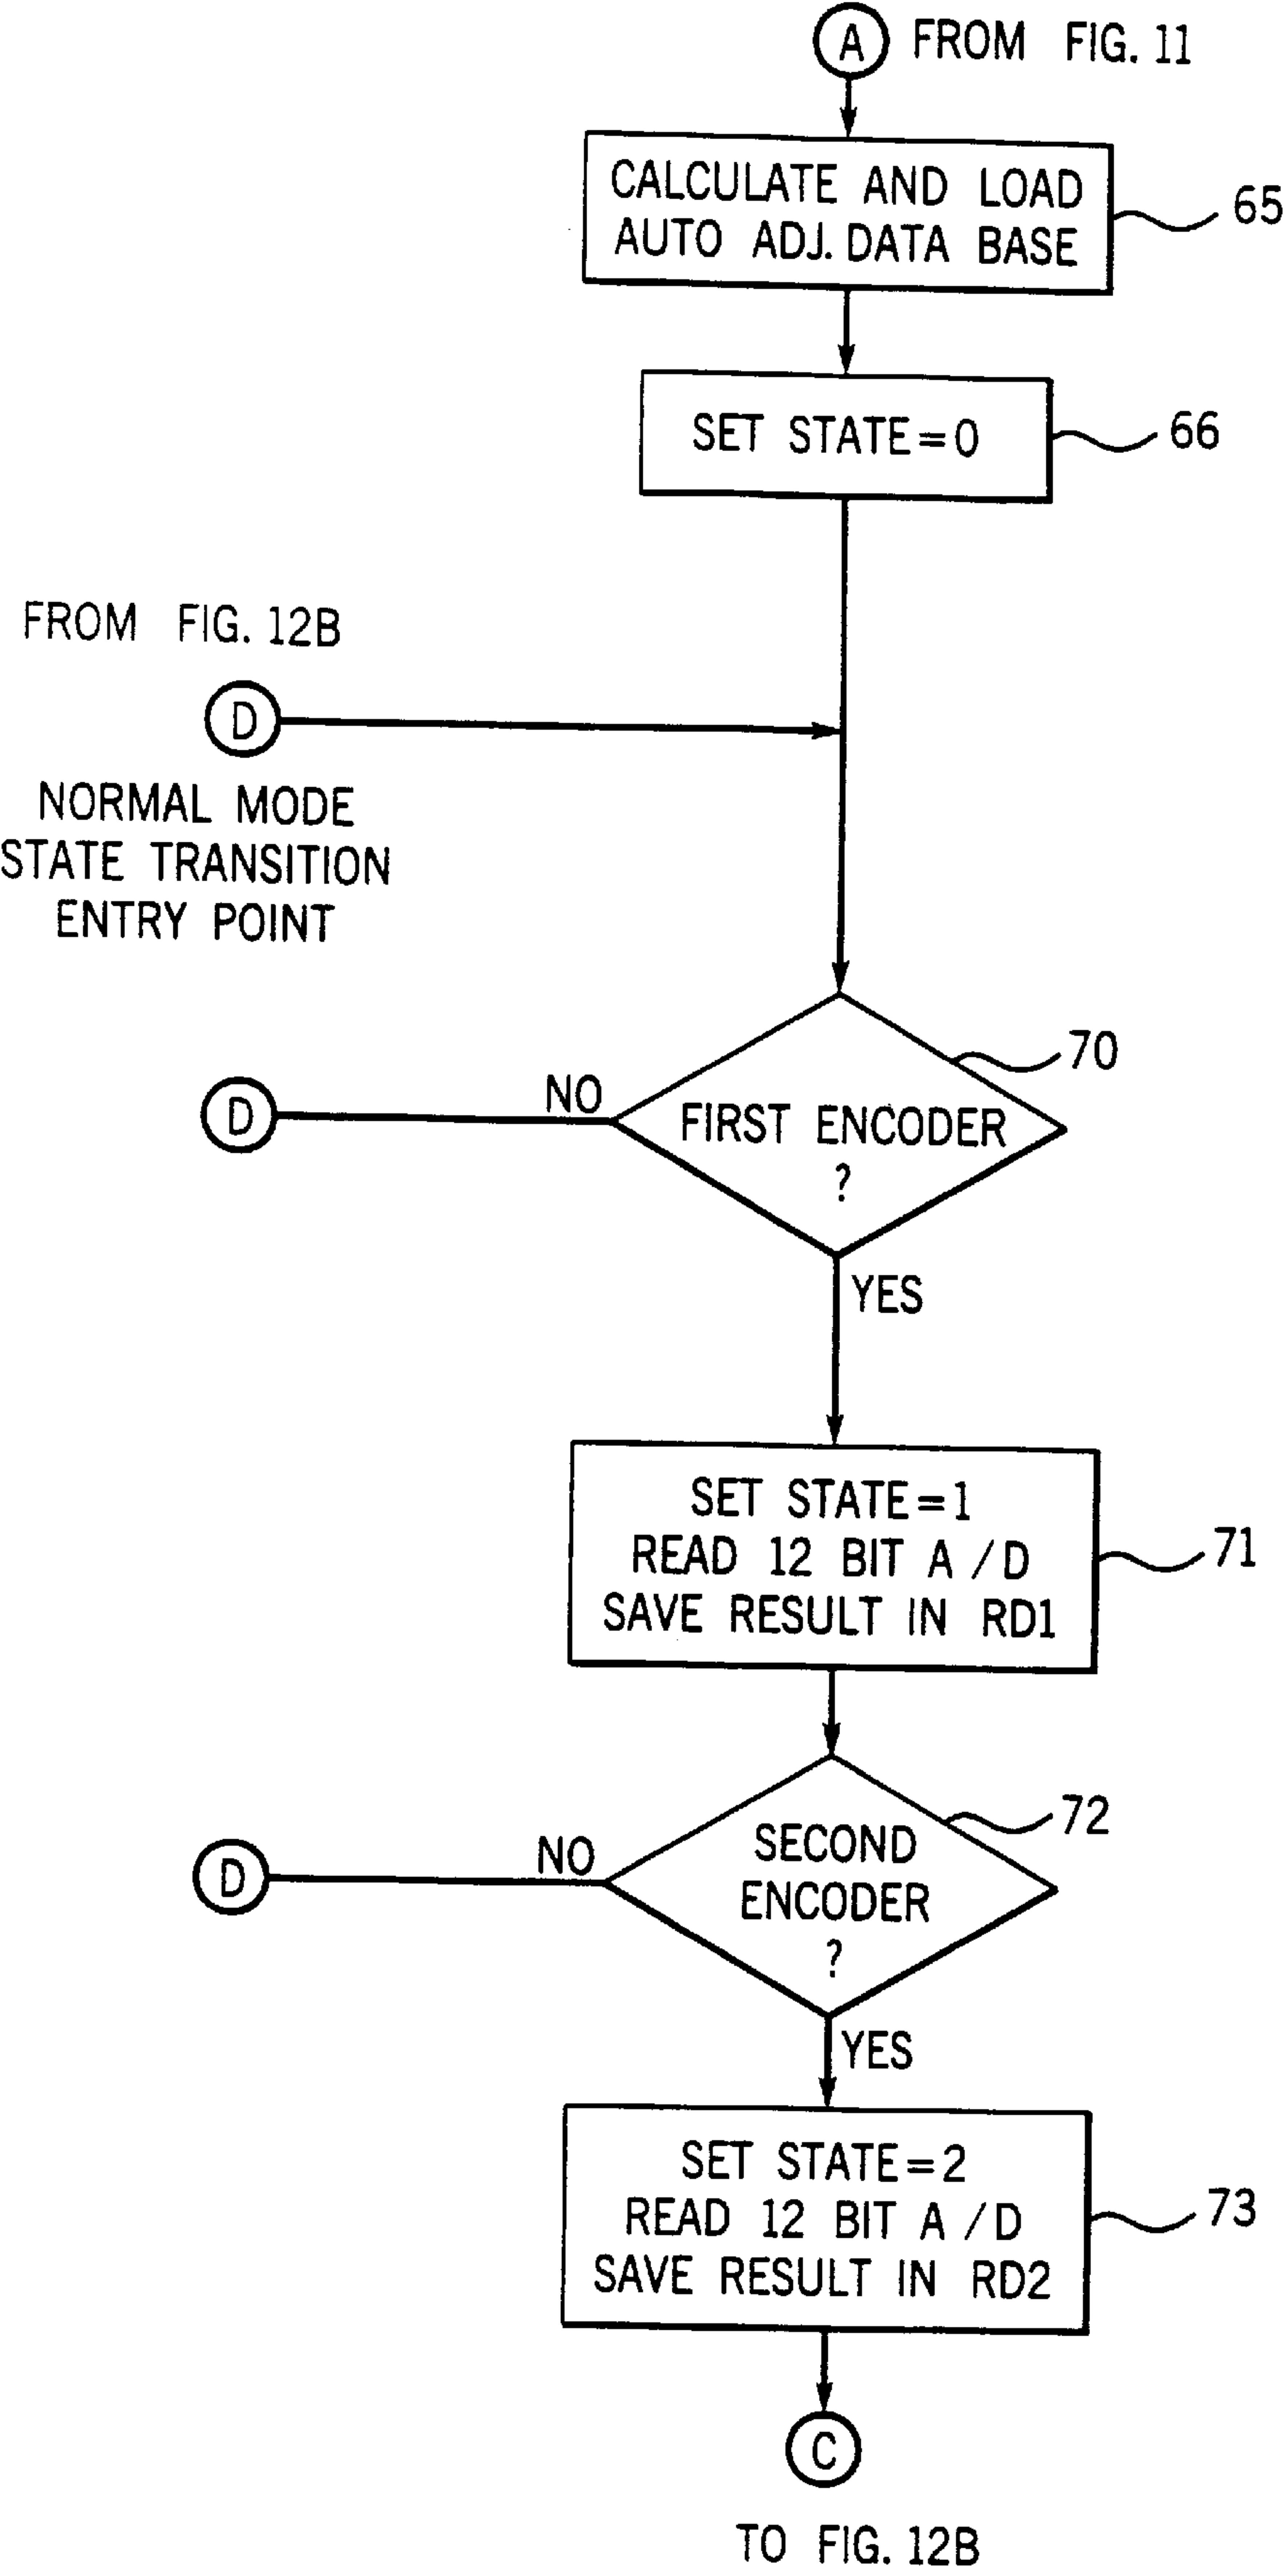 A FROM FIG. 11
CALCULATE AND LOAD
AUTO ADJ. DATA BASE
65
SET STATE = 0
66
FROM FIG. 12B
D
NORMAL MODE
STATE TRANSITION
ENTRY POINT
70
D
NO
FIRST ENCODER
?
YES
SET STATE = 1
READ 12 BIT A / D
SAVE RESULT IN RD1
71
72
D
NO
SECOND
ENCODER
?
YES
SET STATE = 2
READ 12 BIT A / D
SAVE RESULT IN RD2
73
C
TO FIG. 12B